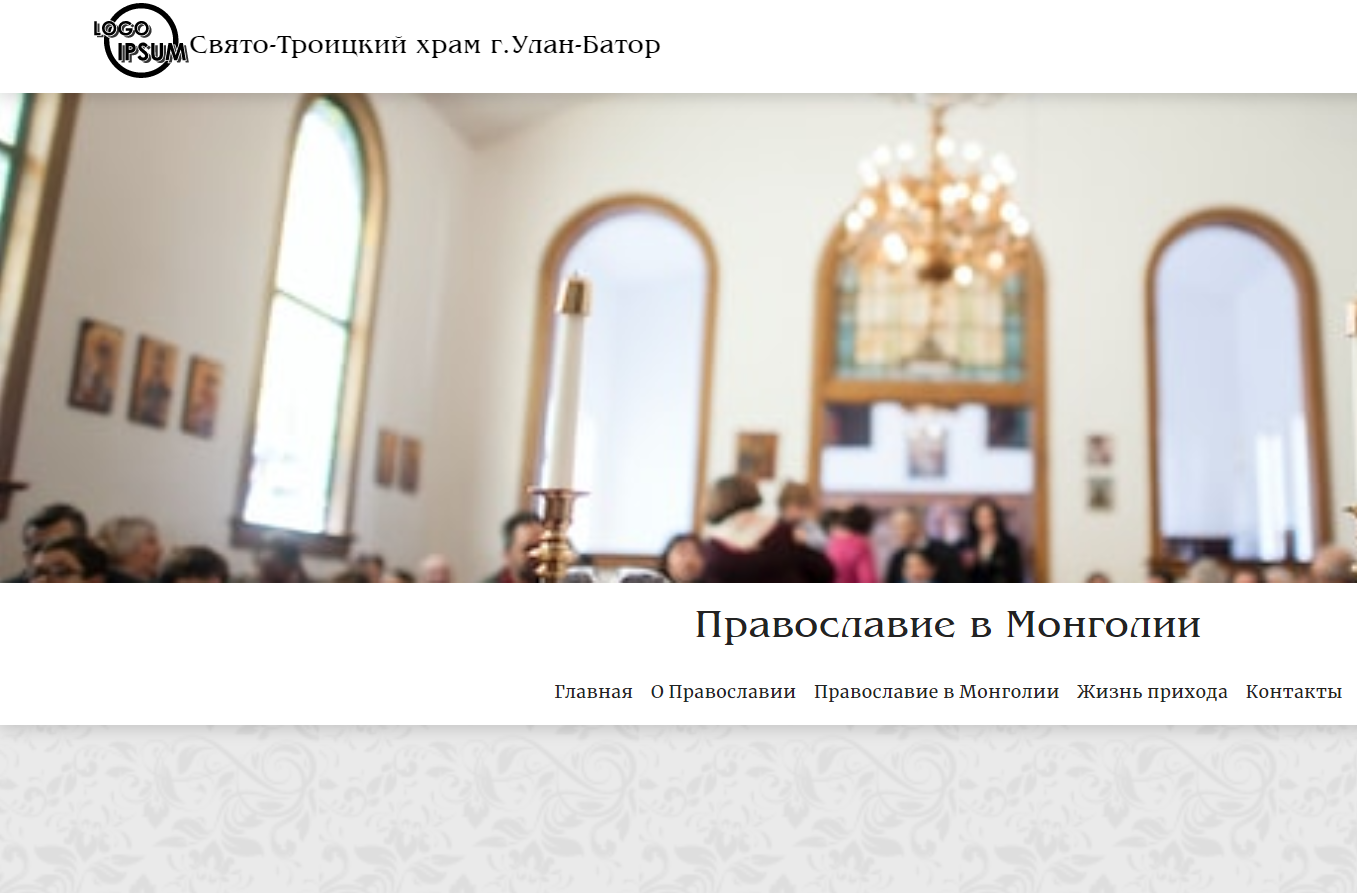 LOGO
IPSUM
Свято-Троицкий храм г.Улан-Батор
Православие в Монголии
Главная О Православии Православие в Монголии Жизнь прихода Контакты